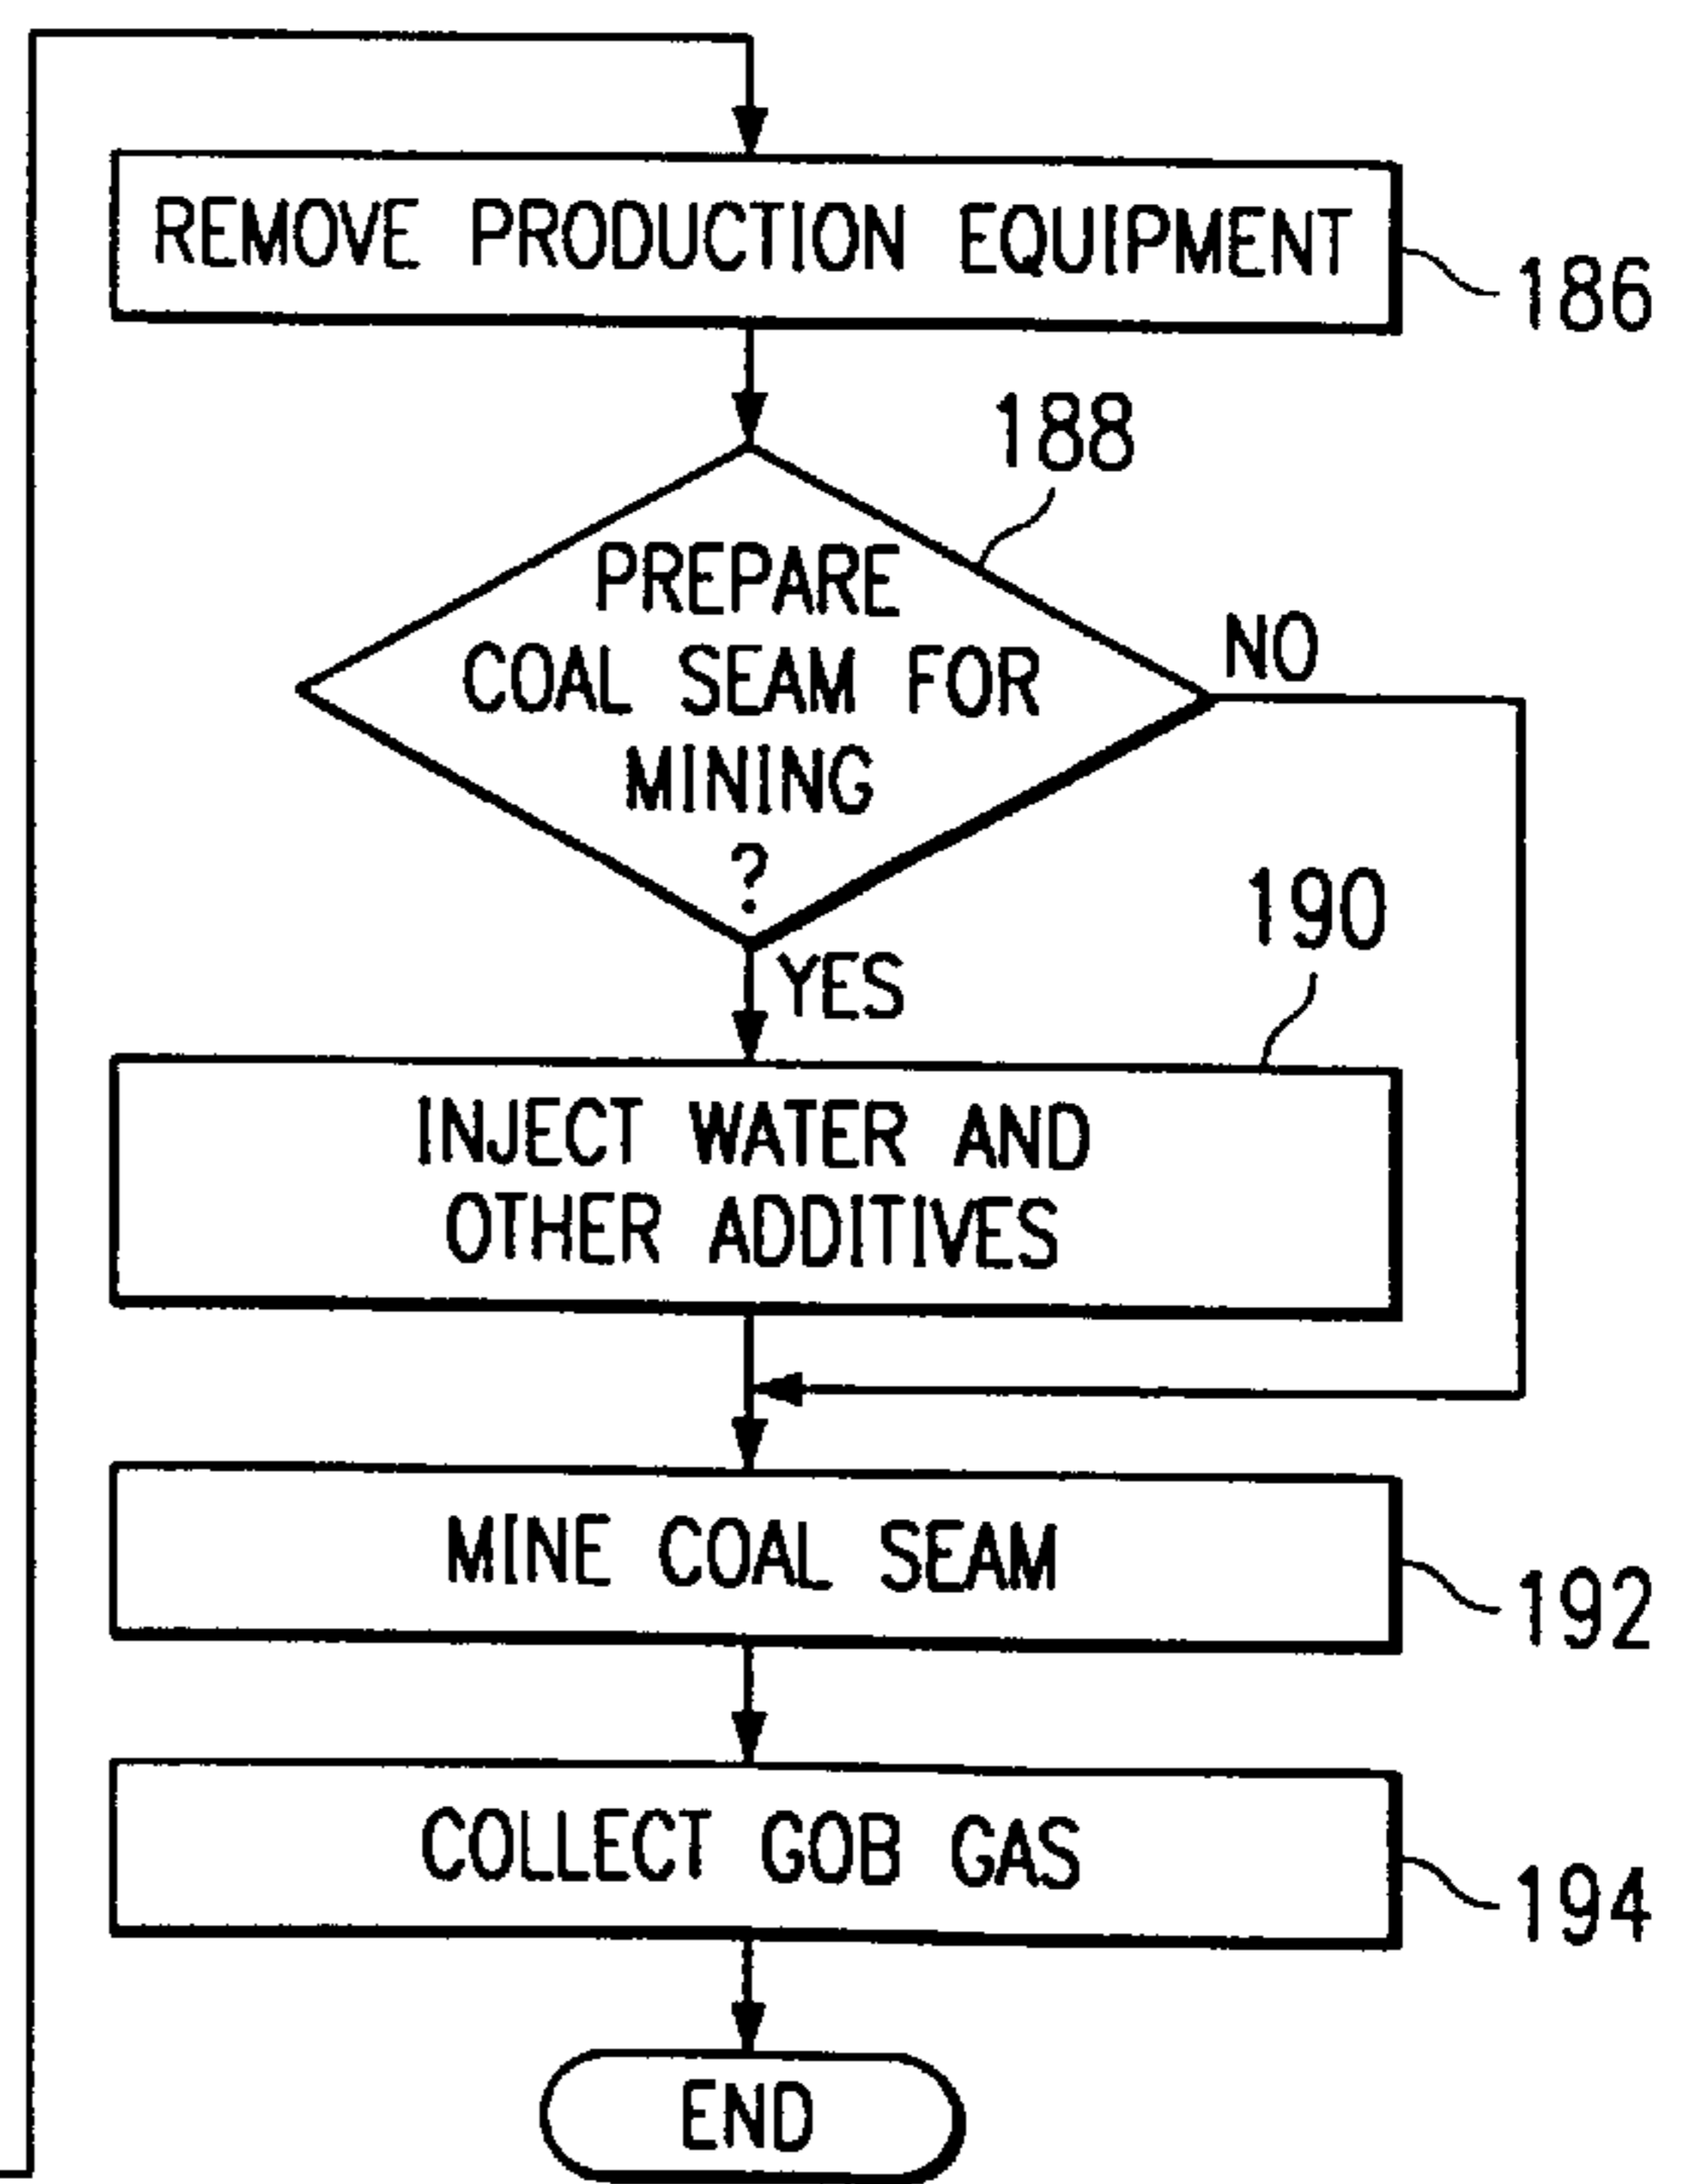 REMOVE PRODUCTION EQUIPMENT
186
188
PREPARE
COAL SEAM FOR
MINING
?
NO
YES
190
INJECT WATER AND
OTHER ADDITIVES
MINE COAL SEAM
192
COLLECT GOB GAS
194
END